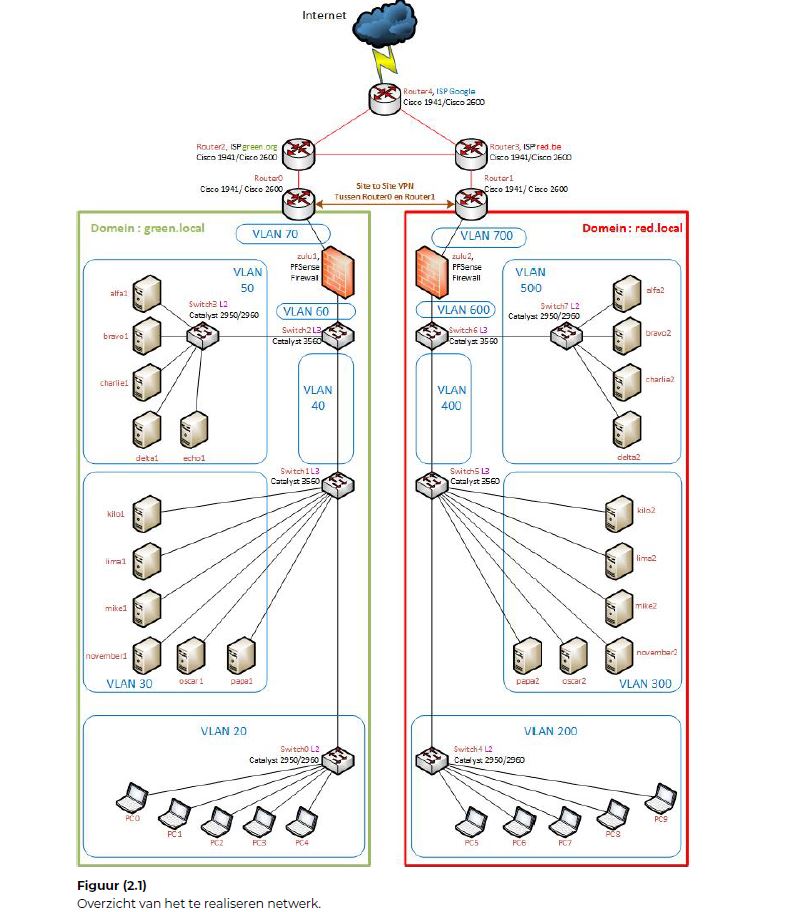 Internet
Router4, ISP Google
Cisco 1941/Cisco 2600
Router2, ISP green.org
Cisco 1941/Cisco 2600
Router3, ISP red.be
Cisco 1941/Cisco 2600
Router0
Cisco 1941/ Cisco 2600
Site to Site VPN
Tussen Router0 en Router1
Router1
Cisco 1941/ Cisco 2600
Domein : green.local
VLAN 70
VLAN 700
Domein : red.local
zulu1,
PFSense
Firewall
zulu2,
PFSense
Firewall
VLAN
50
VLAN
500
alfa1
Switch3 L2
Catalyst 2950/2960
VLAN 60
VLAN 600
Switch7 L2
Catalyst 2950/2960
alfa2
bravo1
Switch2 L3
Catalyst 3560
Switch6 L3
Catalyst 3560
bravo2
charlie1
VLAN
40
VLAN
400
charlie2
delta1
echo1
delta2
Switch1 L3
Catalyst 3560
Switch5 L3
Catalyst 3560
kilo1
kilo2
lima1
lima2
mike1
mike2
november1
oscar1
papa1
papa2
oscar2
november2
VLAN 30
VLAN 300
VLAN 20
VLAN 200
Switch0 L2
Catalyst 2950/2960
Switch4 L2
Catalyst 2950/2960
PC0
PC1
PC2
PC3
PC4
PC5
PC6
PC7
PC8
PC9
Figuur (2.1)
Overzicht van het te realiseren netwerk.